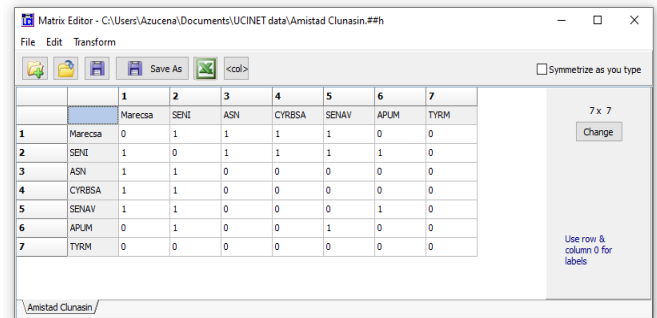 Matrix Editor - C:\Users\Azucena\Documents\UCINET data\Amistad Clunasin.##h
File Edit Transform
Save As <col> Symmetrize as you type
1 2 3 4 5 6 7
Marecsa SENI ASN CYRBSA SENAV APUM TYRM
1 Marecsa 0 1 1 1 1 0 0
2 SENI 1 0 1 1 1 1 0
3 ASN 1 1 0 0 0 0 0
4 CYRBSA 1 1 0 0 0 0 0
5 SENAV 1 1 0 0 0 1 0
6 APUM 0 1 0 0 1 0 0
7 TYRM 0 0 0 0 0 0 0
7 x 7
Change
Use row &
column 0 for
labels
Amistad Clunasin